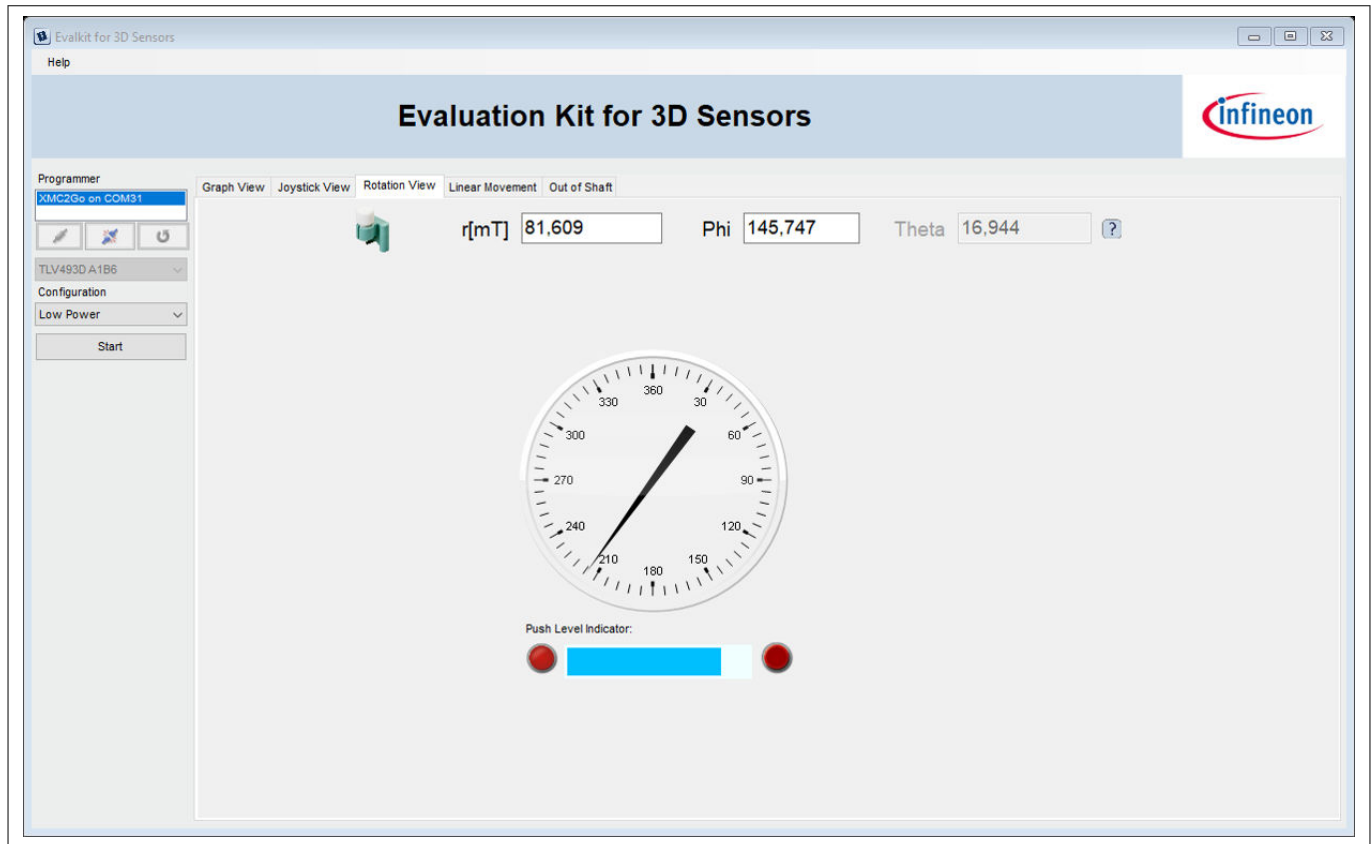 Evalkit for 3D Sensors
Help
Evaluation Kit for 3D Sensors
infineon
Programmer
XMC2Go on COM31
TLV493D A1B6
Configuration
Low Power
Start
Graph View Joystick View Rotation View Linear Movement Out of Shaft
r[mT] 81,609 Phi 145,747 Theta 16,944 ?
360
330 30
300 60
270 90
240 120
210 150
180
Push Level Indicator: